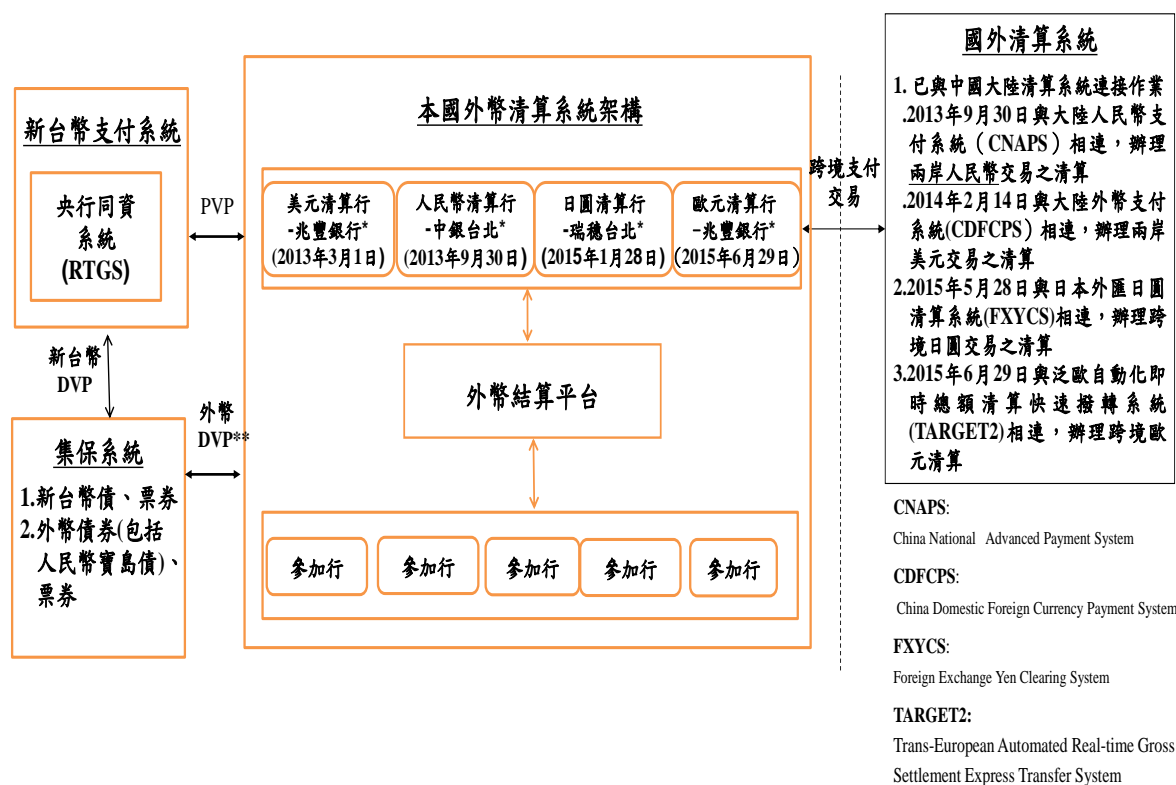 新台幣支付系統
央行同資
系統
(RTGS)
PVP
新台幣
DVP
集保系統
1.新台幣債、票券
2.外幣債券(包括
人民幣寶島債)、
票券
外幣
DVP**
本國外幣清算系統架構
美元清算行
-兆豐銀行*
(2013年3月1日)
人民幣清算行
-中銀台北*
(2013年9月30日)
日圓清算行
-瑞穗台北*
(2015年1月28日)
歐元清算行
-兆豐銀行*
(2015年6月29日)
外幣結算平台
參加行
參加行
參加行
參加行
參加行
跨境支付
交易
國外清算系統
1. 已與中國大陸清算系統連接作業
.2013年9月30日與大陸人民幣支
付系統（CNAPS）相連，辦理
兩岸人民幣交易之清算
.2014年2月14日與大陸外幣支付
系統(CDFCPS）相連，辦理兩岸
美元交易之清算
2.2015年5月28日與日本外匯日圓
清算系統(FXYCS)相連，辦理跨
境日圓交易之清算
3.2015年6月29日與泛歐自動化即
時總額清算快速撥轉系統
(TARGET2)相連，辦理跨境歐
元清算
CNAPS:
China National Advanced Payment System
CDFCPS:
China Domestic Foreign Currency Payment System
FXYCS:
Foreign Exchange Yen Clearing System
TARGET2:
Trans-European Automated Real-time Gross
Settlement Express Transfer System